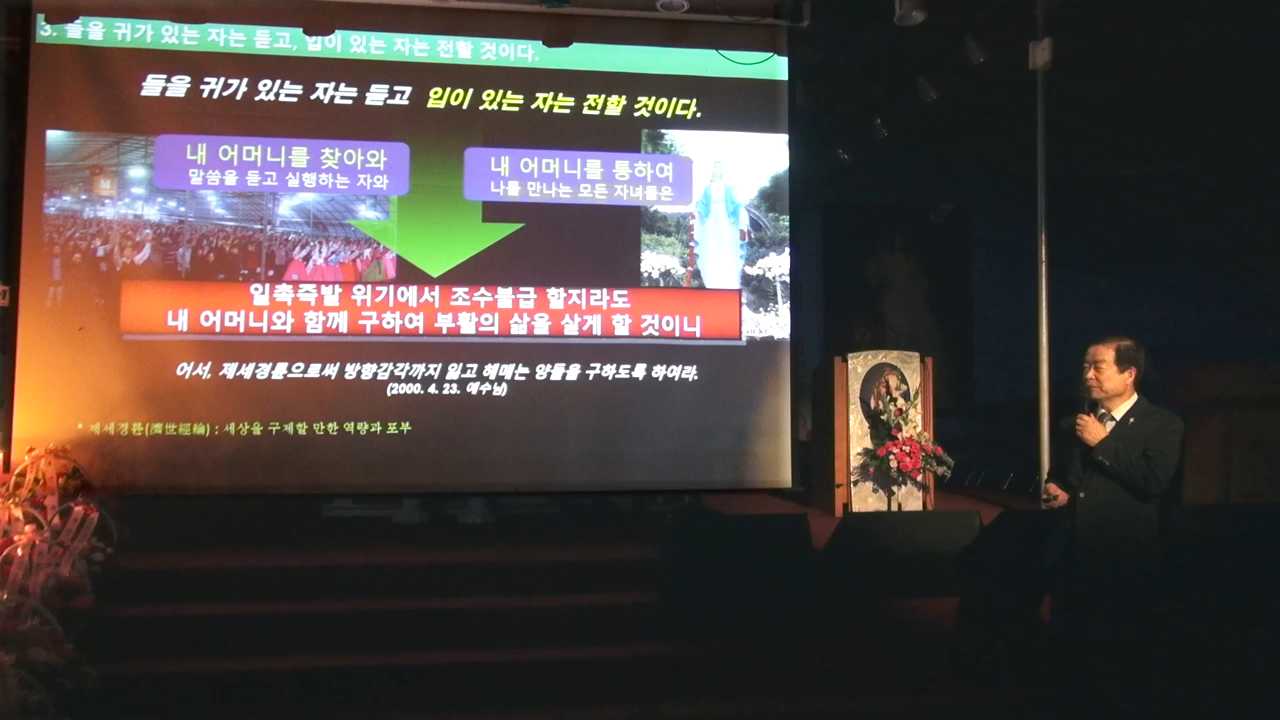 3. 들을 귀가 있는 자는 듣고, 입이 있는 자는 전할 것이다.
들을 귀가 있는 자는 듣고 입이 있는 자는 전할 것이다.
내 어머니를 찾아와
말씀을 듣고 실행하는 자와
내 어머니를 통하여
나를 만나는 모든 자녀들은
일촉즉발 위기에서 조수불급 할지라도
내 어머니와 함께 구하여 부활의 삶을 살게 할 것이니
어서, 제세경륜으로써 방향감각까지 잃고 헤매는 양들을 구하도록 하여라.
(2000. 4. 23. 예수님)
* 제세경륜(濟世經輪) : 세상을 구제할 만한 역량과 포부